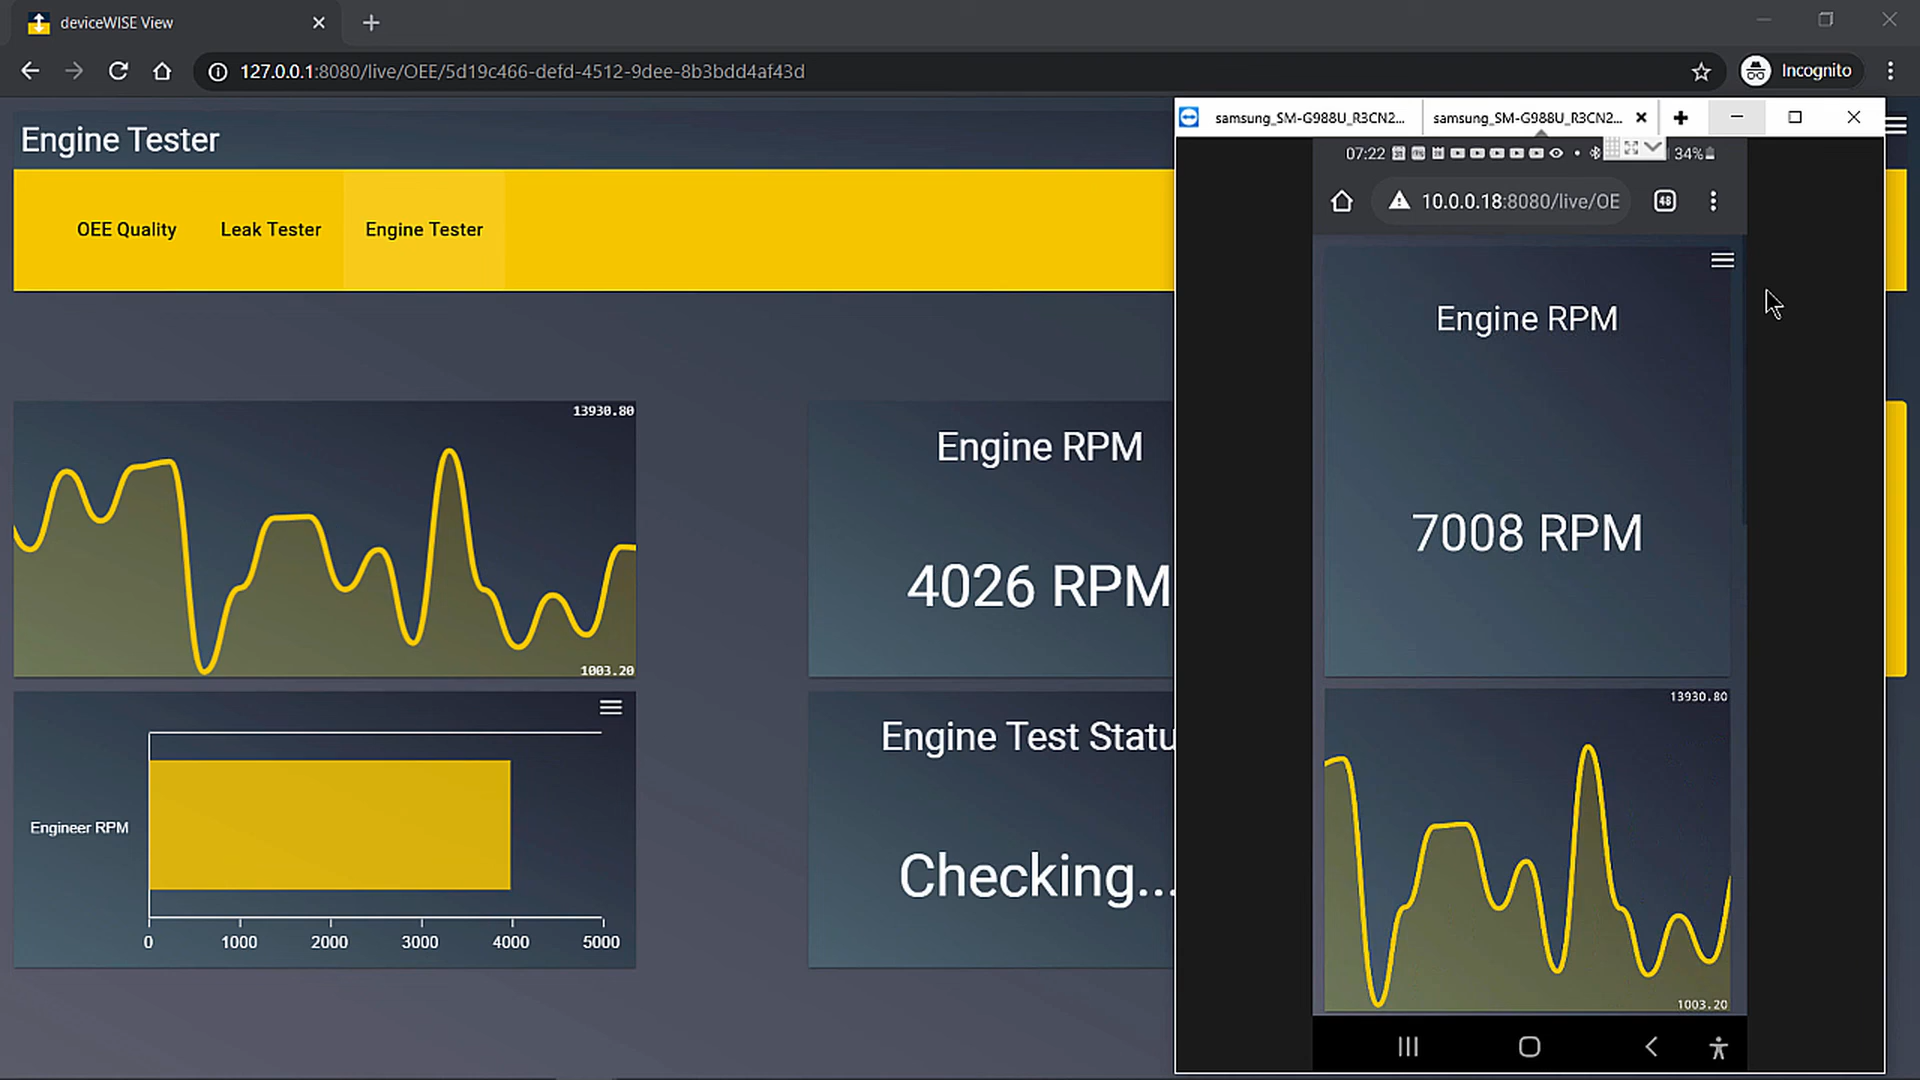 deviceWISE View
127.0.0.1:8080/live/OEE/5d19c466-defd-4512-9dee-8b3bdd4af43d
Incognito
Engine Tester
OEE Quality
Leak Tester
Engine Tester
13930.80
1003.20
Engine RPM
4026 RPM
Engineer RPM
0 1000 2000 3000 4000 5000
Engine Test Statu
Checking...
samsung_SM-G988U_R3CN2...
samsung_SM-G988U_R3CN2...
07:22
34%
10.0.0.18:8080/live/OE
48
Engine RPM
7008 RPM
13930.80
1003.20